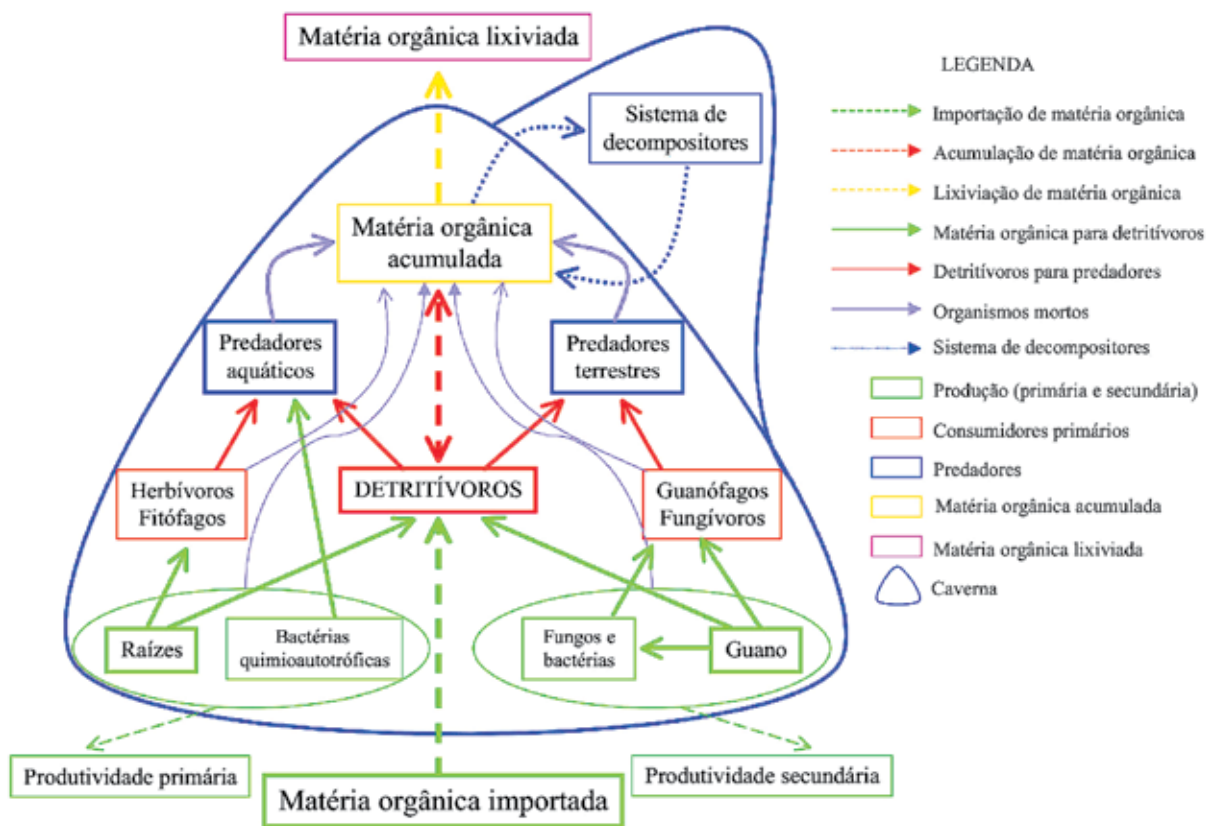 Matéria orgânica lixiviada
Sistema de
decompositores
Matéria orgânica
acumulada
Predadores
aquáticos
Predadores
terrestres
Herbívoros
Fitófagos
DETRITÍVOROS
Guanófagos
Fungívoros
Raízes
Bactérias
quimioautotróficas
Fungos e
bactérias
Guano
Produtividade primária
Matéria orgânica importada
Produtividade secundária
LEGENDA
Importação de matéria orgânica
Acumulação de matéria orgânica
Lixiviação de matéria orgânica
Matéria orgânica para detritívoros
Detritívoros para predadores
Organismos mortos
Sistema de decompositores
Produção (primária e secundária)
Consumidores primários
Predadores
Matéria orgânica acumulada
Matéria orgânica lixiviada
Caverna